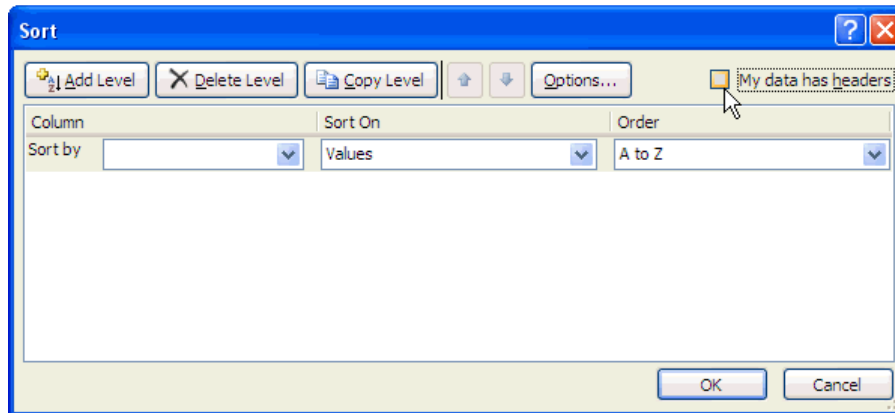 Sort
Add Level Delete Level Copy Level Options... My data has headers
Column Sort On Order
Sort by Values A to Z
OK Cancel